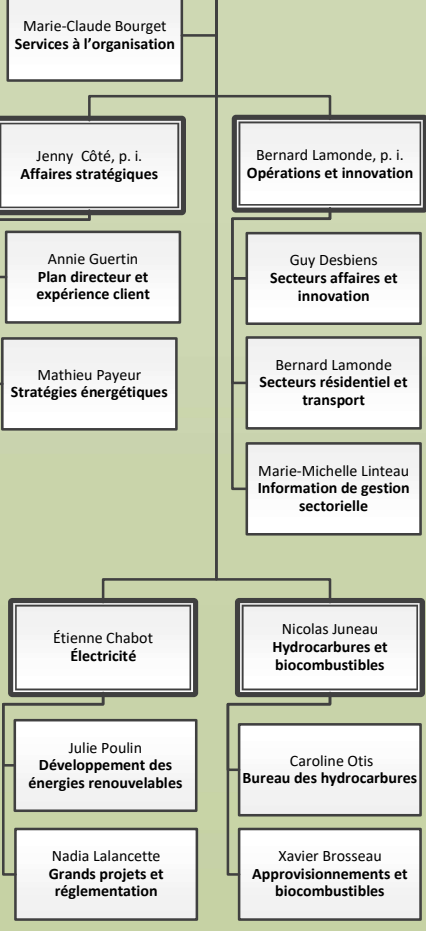 Marie-Claude Bourget
Services à l'organisation
Jenny Côté, p. i.
Affaires stratégiques
Bernard Lamonde, p. i.
Opérations et innovation
Annie Guertin
Plan directeur et
expérience client
Guy Desbiens
Secteurs affaires et
innovation
Mathieu Payeur
Stratégies énergétiques
Bernard Lamonde
Secteurs résidentiel et
transport
Marie-Michelle Linteau
Information de gestion
sectorielle
Étienne Chabot
Électricité
Nicolas Juneau
Hydrocarbures et
biocombustibles
Julie Poulin
Développement des
énergies renouvelables
Caroline Otis
Bureau des hydrocarbures
Nadia Lalancette
Grands projets et
réglementation
Xavier Brosseau
Approvisionnements et
biocombustibles